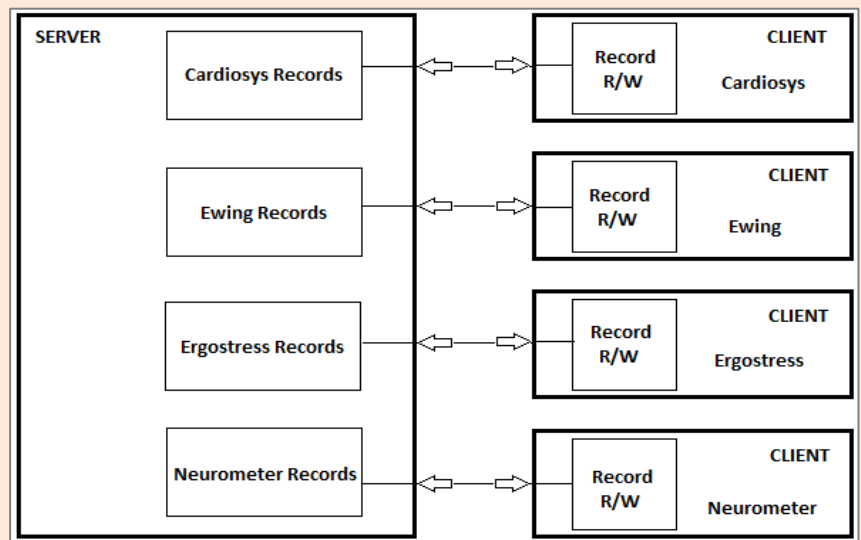 SERVER
Cardiosys Records
Record
R/W
CLIENT
Cardiosys
Ewing Records
Record
R/W
CLIENT
Ewing
Ergostress Records
Record
R/W
CLIENT
Ergostress
Neurometer Records
Record
R/W
CLIENT
Neurometer